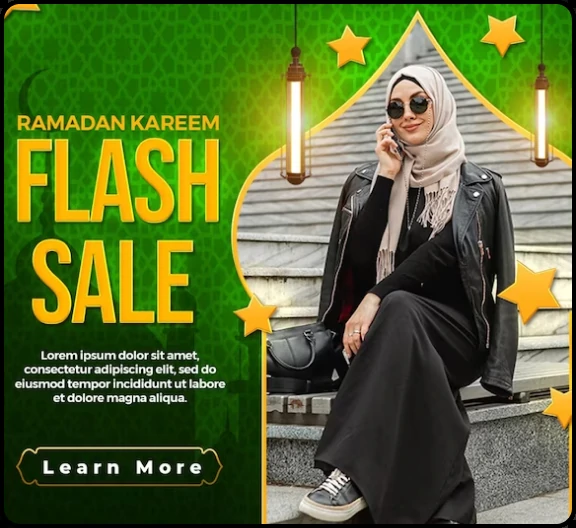 RAMADAN KAREEM
FLASH
SALE
Lorem ipsum dolor sit amet,
consectetur adipiscing elit, sed do
eiusmod tempor incididunt ut labore
et dolore magna aliqua.
Learn More